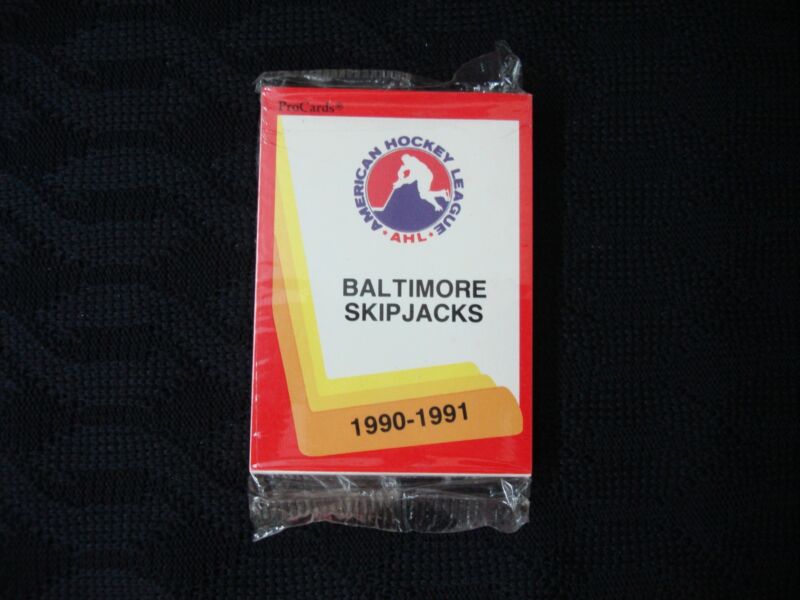 ProCards®
AMERICAN HOCKEY LEAGUE
AHL
BALTIMORE
SKIPJACKS
1990-1991